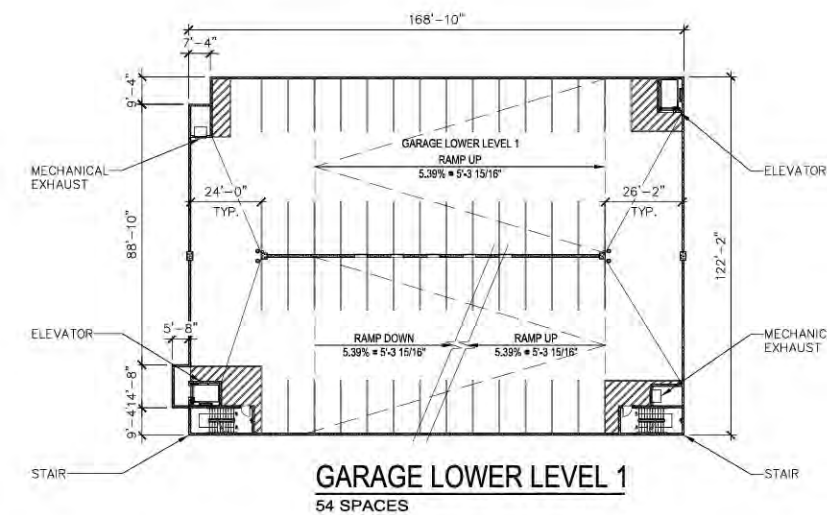 168'-10"
7'-4"
9'-4"
MECHANICAL
EXHAUST
GARAGE LOWER LEVEL 1
RAMP UP
5.39% = 5'-3 15/16"
ELEVATOR
24'-0"
TYP.
26'-2"
TYP.
88'-10"
122'-2"
ELEVATOR
5'-8"
RAMP DOWN
5.39% = 5'-3 15/16"
RAMP UP
5.39% = 5'-3 15/16"
MECHANIC
EXHAUST
14'-8"
9'-4"
STAIR
STAIR
GARAGE LOWER LEVEL 1
54 SPACES